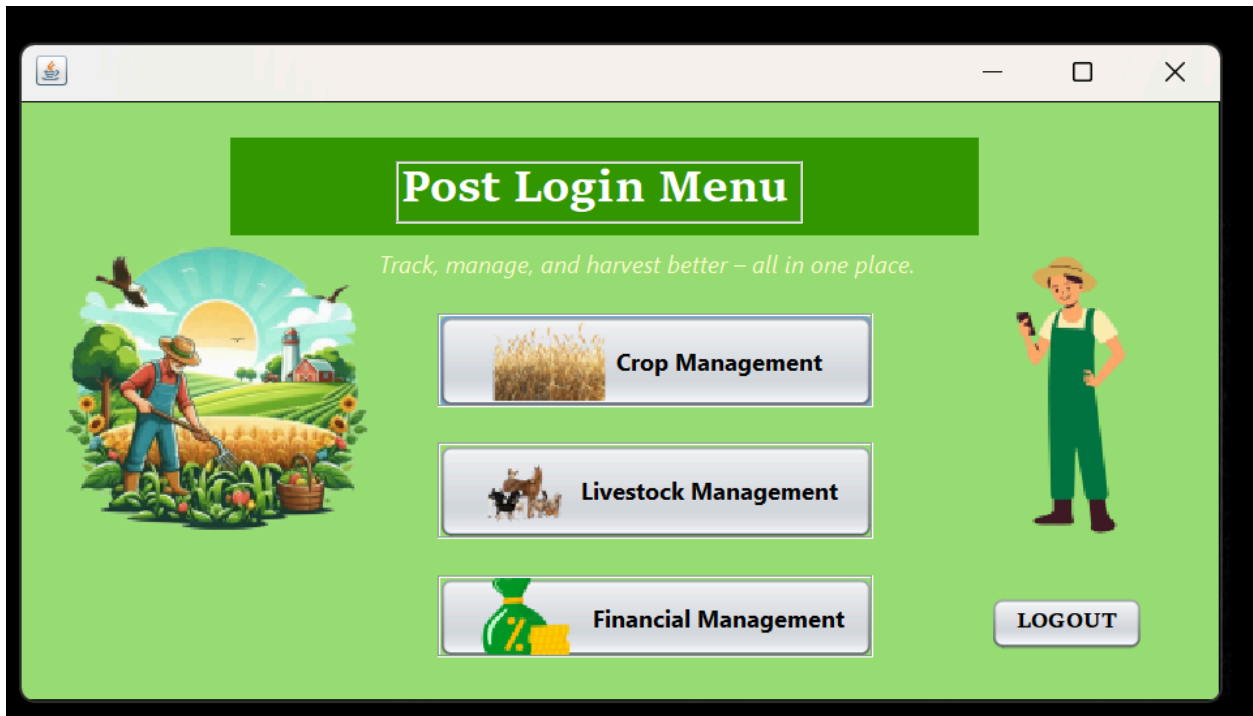 Post Login Menu
Track, manage, and harvest better – all in one place.
Crop Management
Livestock Management
Financial Management
LOGOUT